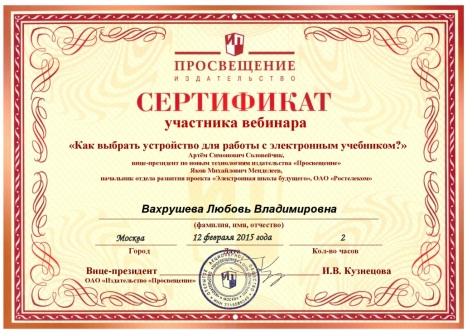 ПРОСВЕЩЕНИЕ
ИЗДАТЕЛЬСТВО
СЕРТИФИКАТ
участника вебинара
«Как выбрать устройство для работы с электронным учебником?»
Артём Симонович Соловейчик,
вице-президент по новым технологиям издательства «Просвещение»
Яков Михайлович Менделеев,
начальник отдела развития проекта «Электронная школа будущего», ОАО «Ростелеком»
Вахрушева Любовь Владимировна
(фамилия, имя, отчество)
Москва 12 февраля 2015 года 2
Город Дата Кол-во часов
Вице-президент И.В. Кузнецова
ОАО «Издательство «Просвещение»